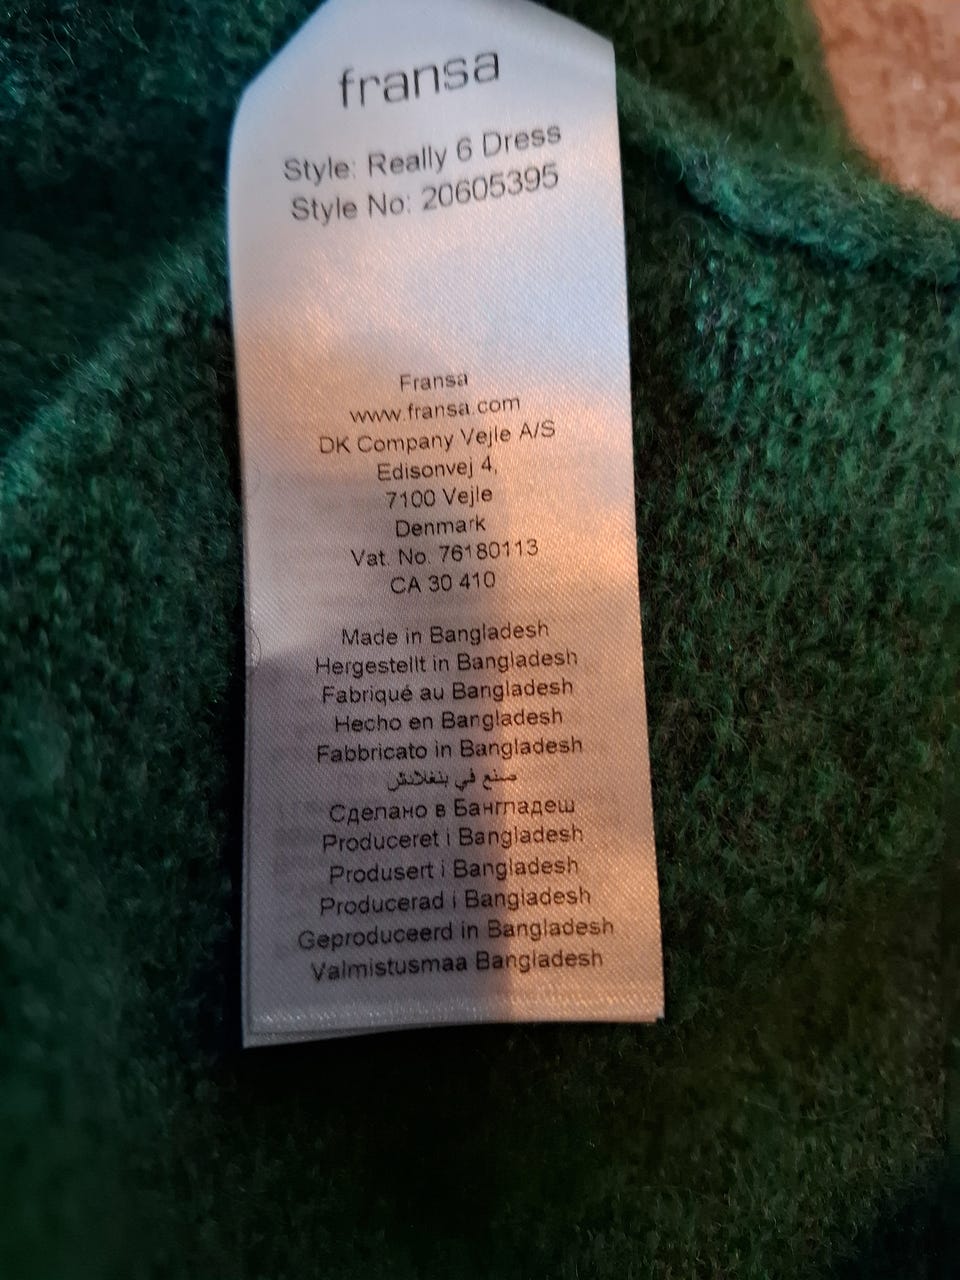 fransa
Style: Really 6 Dress
Style No: 20605395
Fransa
www.fransa.com
DK Company Vejle A/S
Edisonvej 4,
7100 Vejle
Denmark
Vat. No. 76180113
CA 30 410
Made in Bangladesh
Hergestellt in Bangladesh
Fabriqué au Bangladesh
Hecho en Bangladesh
Fabbricato in Bangladesh
صنع في بنغلادش
Сделано в Бангладеш
Produceret i Bangladesh
Produsert i Bangladesh
Producerad i Bangladesh
Geproduceerd in Bangladesh
Valmistusmaa Bangladesh